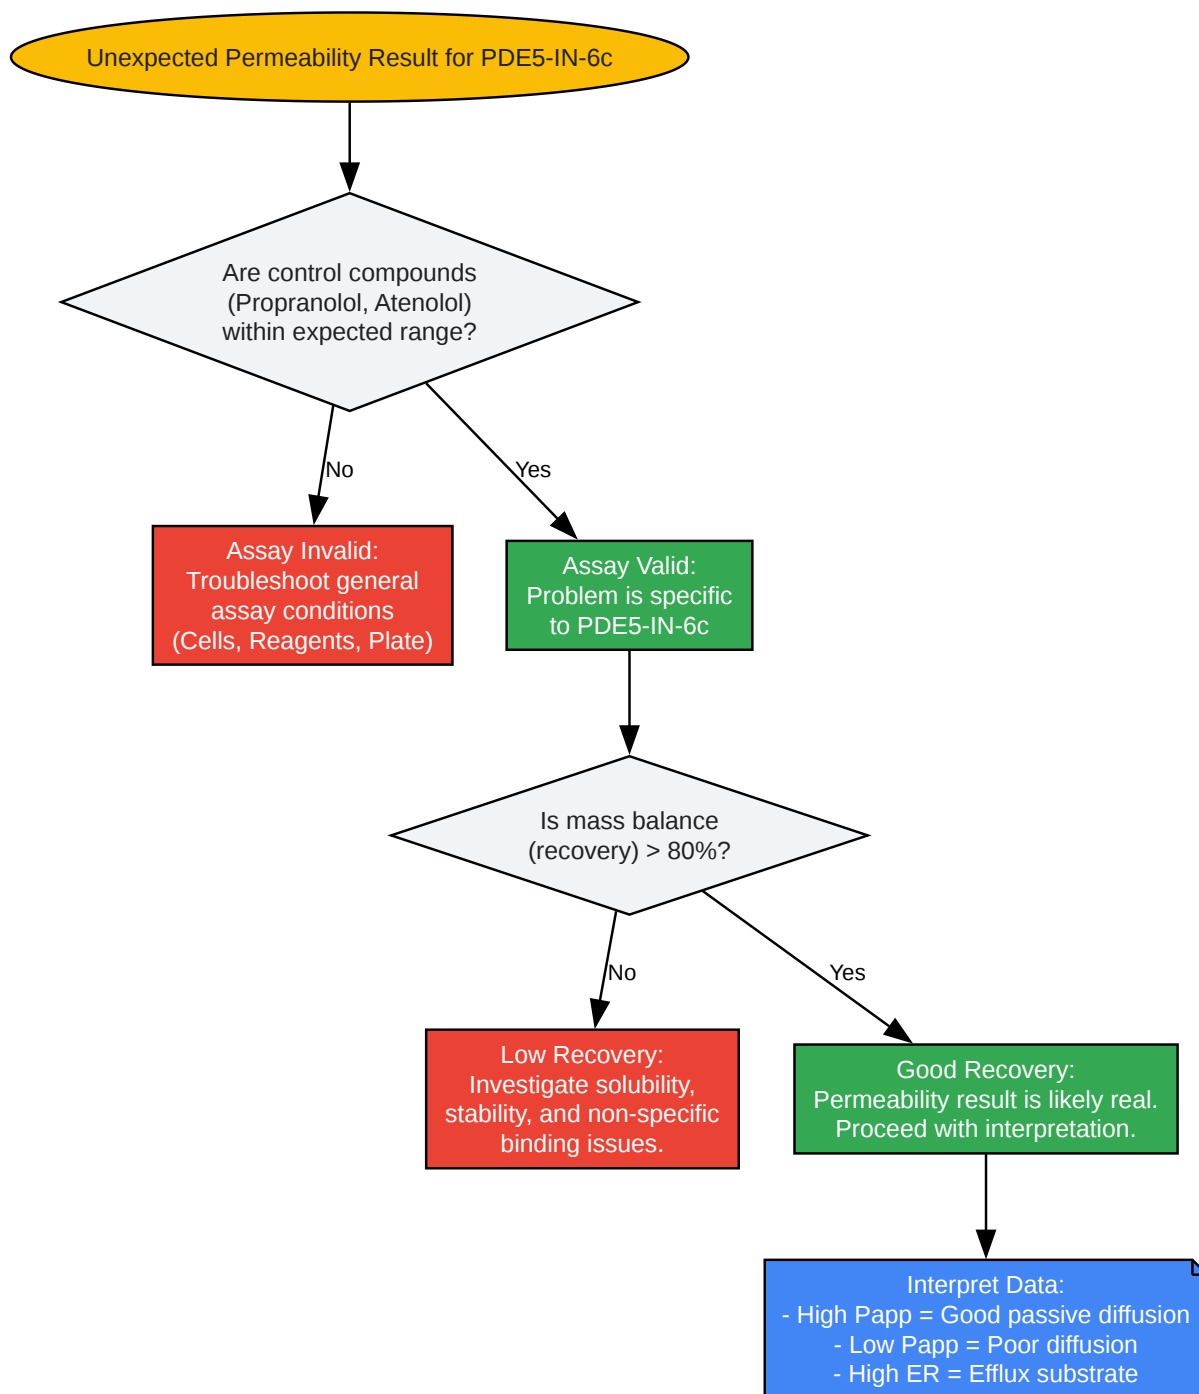 Unexpected Permeability Result for PDE5-IN-6c
Are control compounds
(Propranolol, Atenolol)
within expected range?
No
Yes
Assay Invalid:
Troubleshoot general
assay conditions
(Cells, Reagents, Plate)
Assay Valid:
Problem is specific
to PDE5-IN-6c
Is mass balance
(recovery) > 80%?
No
Yes
Low Recovery:
Investigate solubility,
stability, and non-specific
binding issues.
Good Recovery:
Permeability result is likely real.
Proceed with interpretation.
Interpret Data:
- High Papp = Good passive diffusion
- Low Papp = Poor diffusion
- High ER = Efflux substrate